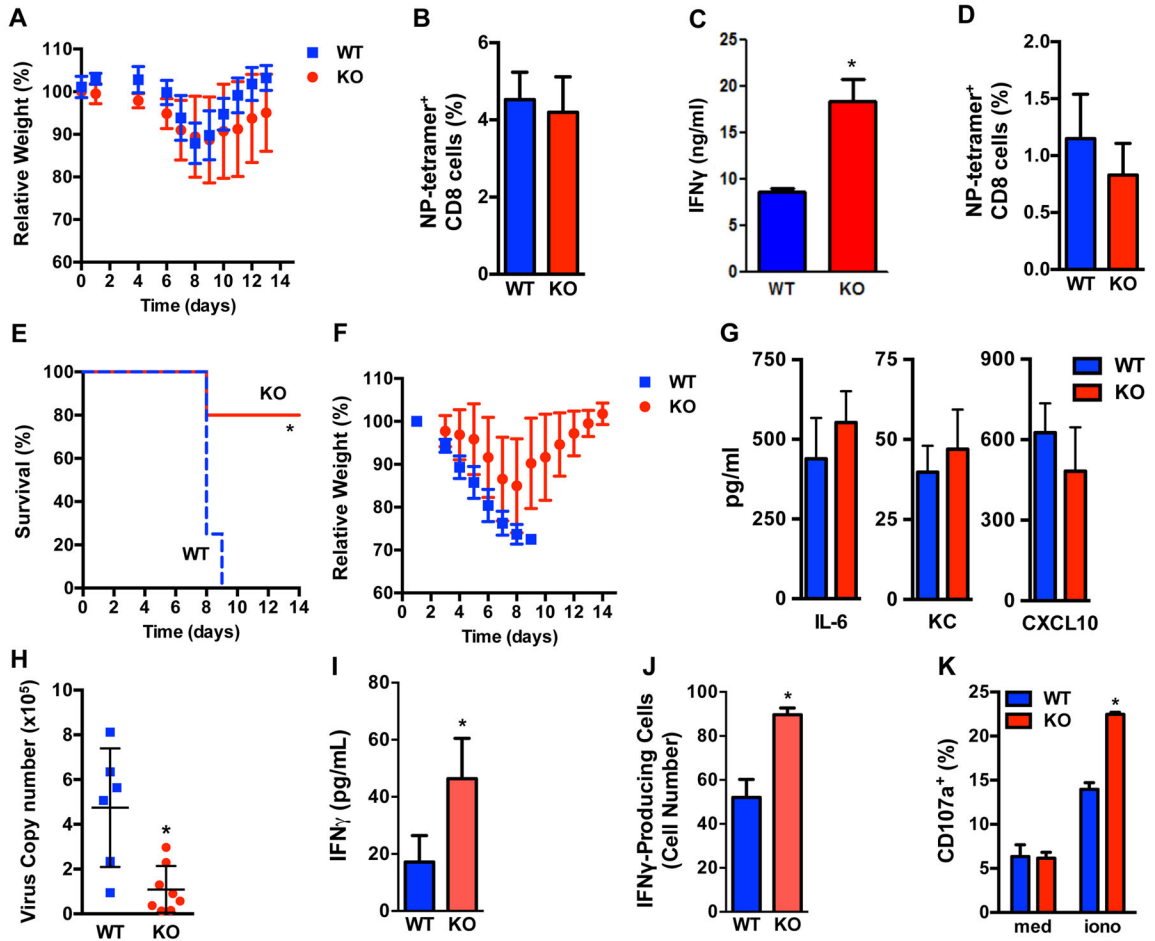 A
Relative Weight (%)
110
100
90
80
70
60
0 2 4 6 8 10 12 14
Time (days)
WT
KO
B
NP-tetramer⁺
CD8 cells (%)
6
4
2
0
WT KO
C
IFNγ (ng/ml)
25
20
15
10
5
0
*
WT KO
D
NP-tetramer⁺
CD8 cells (%)
2.0
1.5
1.0
0.5
0.0
WT KO
E
Survival (%)
100
80
60
40
20
0
KO
*
WT
0 2 4 6 8 10 12 14
Time (days)
F
Relative Weight (%)
110
100
90
80
70
60
0 2 4 6 8 10 12 14
Time (days)
WT
KO
G
pg/ml
750
500
250
0
IL-6
75
50
25
0
KC
900
600
300
0
CXCL10
WT
KO
H
Virus Copy number (x10⁵)
10
8
6
4
2
0
*
WT KO
I
IFNγ (pg/mL)
80
60
40
20
0
*
WT KO
J
IFNγ-Producing Cells
(Cell Number)
100
80
60
40
20
0
*
WT KO
K
CD107a⁺ (%)
25
20
15
10
5
0
WT
KO
*
med iono